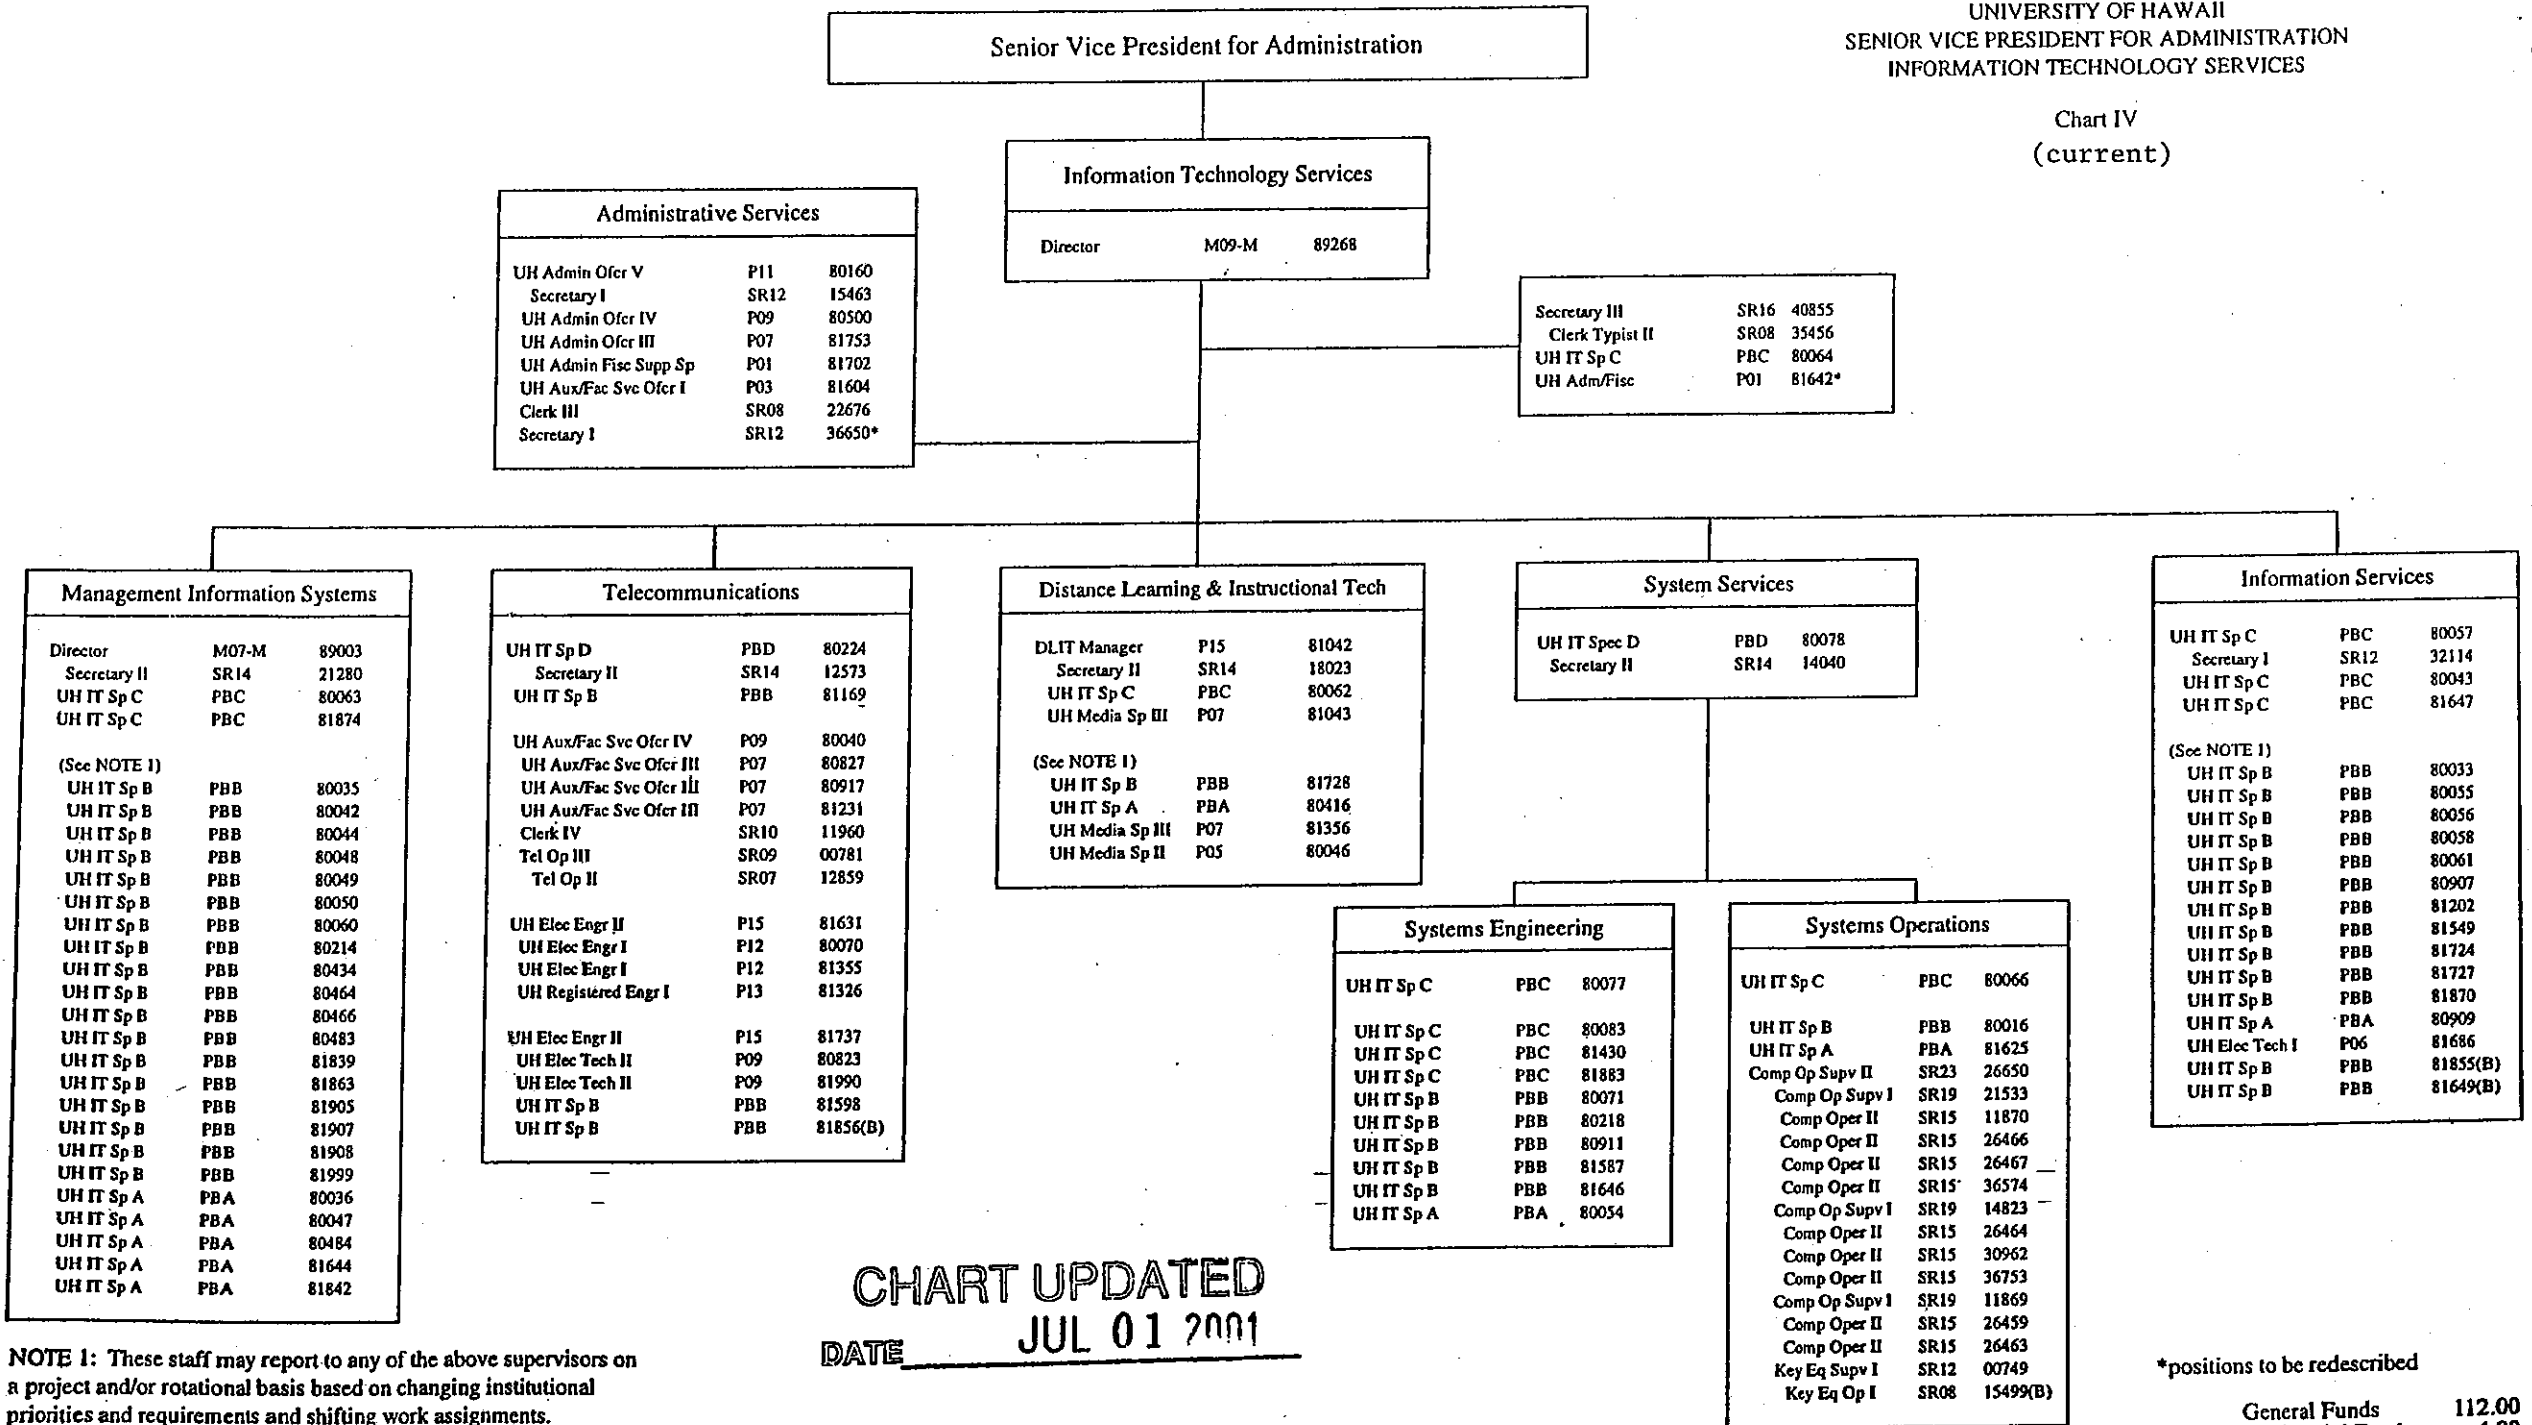 UNIVERSITY OF HAWAII
SENIOR VICE PRESIDENT FOR ADMINISTRATION
INFORMATION TECHNOLOGY SERVICES
Chart IV
(current)
Senior Vice President for Administration
Information Technology Services
Director M09-M 89268
Administrative Services
UH Admin Ofcr V P11 80160
Secretary I SR12 15463
UH Admin Ofcr IV P09 80500
UH Admin Ofcr III P07 81753
UH Admin Fisc Supp Sp P01 81702
UH Aux/Fac Svc Ofcr I P03 81604
Clerk III SR08 22676
Secretary I SR12 36650*
Secretary III SR16 40855
Clerk Typist II SR08 35456
UH IT Sp C PBC 80064
UH Adm/Fisc P01 81642*
Management Information Systems
Director M07-M 89003
Secretary II SR14 21280
UH IT Sp C PBC 80063
UH IT Sp C PBC 81874
(See NOTE 1)
UH IT Sp B PBB 80035
UH IT Sp B PBB 80042
UH IT Sp B PBB 80044
UH IT Sp B PBB 80048
UH IT Sp B PBB 80049
UH IT Sp B PBB 80050
UH IT Sp B PBB 80060
UH IT Sp B PBB 80214
UH IT Sp B PBB 80434
UH IT Sp B PBB 80464
UH IT Sp B PBB 80466
UH IT Sp B PBB 80483
UH IT Sp B PBB 81839
UH IT Sp B PBB 81863
UH IT Sp B PBB 81905
UH IT Sp B PBB 81907
UH IT Sp B PBB 81908
UH IT Sp B PBB 81999
UH IT Sp A PBA 80036
UH IT Sp A PBA 80047
UH IT Sp A PBA 80484
UH IT Sp A PBA 81644
UH IT Sp A PBA 81842
Telecommunications
UH IT Sp D PBD 80224
Secretary II SR14 12573
UH IT Sp B PBB 81169
UH Aux/Fac Svc Ofcr IV P09 80040
UH Aux/Fac Svc Ofcr III P07 80827
UH Aux/Fac Svc Ofcr III P07 80917
UH Aux/Fac Svc Ofcr III P07 81231
Clerk IV SR10 11960
Tel Op III SR09 00781
Tel Op II SR07 12859
UH Elec Engr II P15 81631
UH Elec Engr I P12 80070
UH Elec Engr I P12 81355
UH Registered Engr I P13 81326
UH Elec Engr II P15 81737
UH Elec Tech II P09 80823
UH Elec Tech II P09 81990
UH IT Sp B PBB 81598
UH IT Sp B PBB 81856(B)
Distance Learning & Instructional Tech
DLIT Manager P15 81042
Secretary II SR14 18023
UH IT Sp C PBC 80062
UH Media Sp III P07 81043
(See NOTE 1)
UH IT Sp B PBB 81728
UH IT Sp A PBA 80416
UH Media Sp III P07 81356
UH Media Sp II P05 80046
System Services
UH IT Spec D PBD 80078
Secretary II SR14 14040
Systems Engineering
UH IT Sp C PBC 80077
UH IT Sp C PBC 80083
UH IT Sp C PBC 81430
UH IT Sp C PBC 81883
UH IT Sp B PBB 80071
UH IT Sp B PBB 80218
UH IT Sp B PBB 80911
UH IT Sp B PBB 81587
UH IT Sp B PBB 81646
UH IT Sp A PBA 80054
Systems Operations
UH IT Sp C PBC 80066
UH IT Sp B PBB 80016
UH IT Sp A PBA 81625
Comp Op Supv II SR23 26650
Comp Op Supv I SR19 21533
Comp Oper II SR15 11870
Comp Oper II SR15 26466
Comp Oper II SR15 26467
Comp Oper II SR15 36574
Comp Op Supv I SR19 14823
Comp Oper II SR15 26464
Comp Oper II SR15 30962
Comp Oper II SR15 36753
Comp Op Supv I SR19 11869
Comp Oper II SR15 26459
Comp Oper II SR15 26463
Key Eq Supv I SR12 00749
Key Eq Op I SR08 15499(B)
Information Services
UH IT Sp C PBC 80057
Secretary I SR12 32114
UH IT Sp C PBC 80043
UH IT Sp C PBC 81647
(See NOTE 1)
UH IT Sp B PBB 80033
UH IT Sp B PBB 80055
UH IT Sp B PBB 80056
UH IT Sp B PBB 80058
UH IT Sp B PBB 80061
UH IT Sp B PBB 80907
UH IT Sp B PBB 81202
UH IT Sp B PBB 81549
UH IT Sp B PBB 81724
UH IT Sp B PBB 81727
UH IT Sp B PBB 81870
UH IT Sp A PBA 80909
UH Elec Tech I P06 81686
UH IT Sp B PBB 81855(B)
UH IT Sp B PBB 81649(B)
CHART UPDATED
DATE JUL 01 2001
NOTE 1: These staff may report to any of the above supervisors on
a project and/or rotational basis based on changing institutional
priorities and requirements and shifting work assignments.
*positions to be redescribed
General Funds 112.00